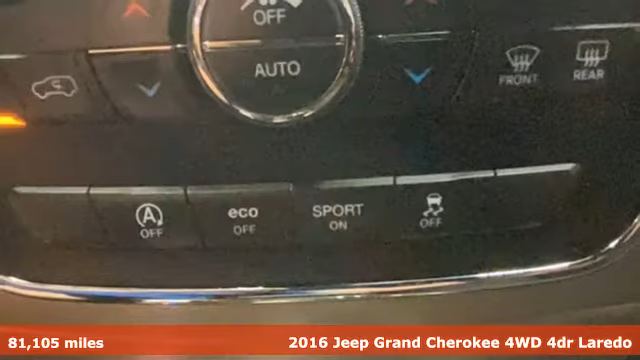 OFF
AUTO
FRONT
REAR
A
OFF
eco
OFF
SPORT
ON
OFF
81,105 miles
2016 Jeep Grand Cherokee 4WD 4dr Laredo